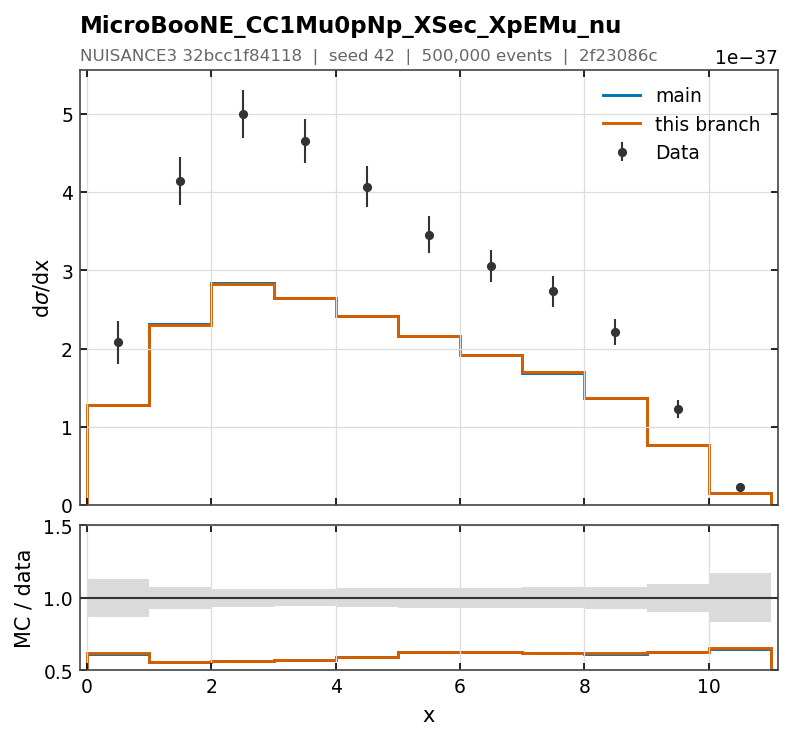 MicroBooNE_CC1Mu0pNp_XSec_XpEMu_nu
NUISANCE3 32bcc1f84118 | seed 42 | 500,000 events | 2f23086c
1e−37
main
this branch
Data
dσ/dx
5
4
3
2
1
0
MC / data
1.5
1.0
0.5
0 2 4 6 8 10
x